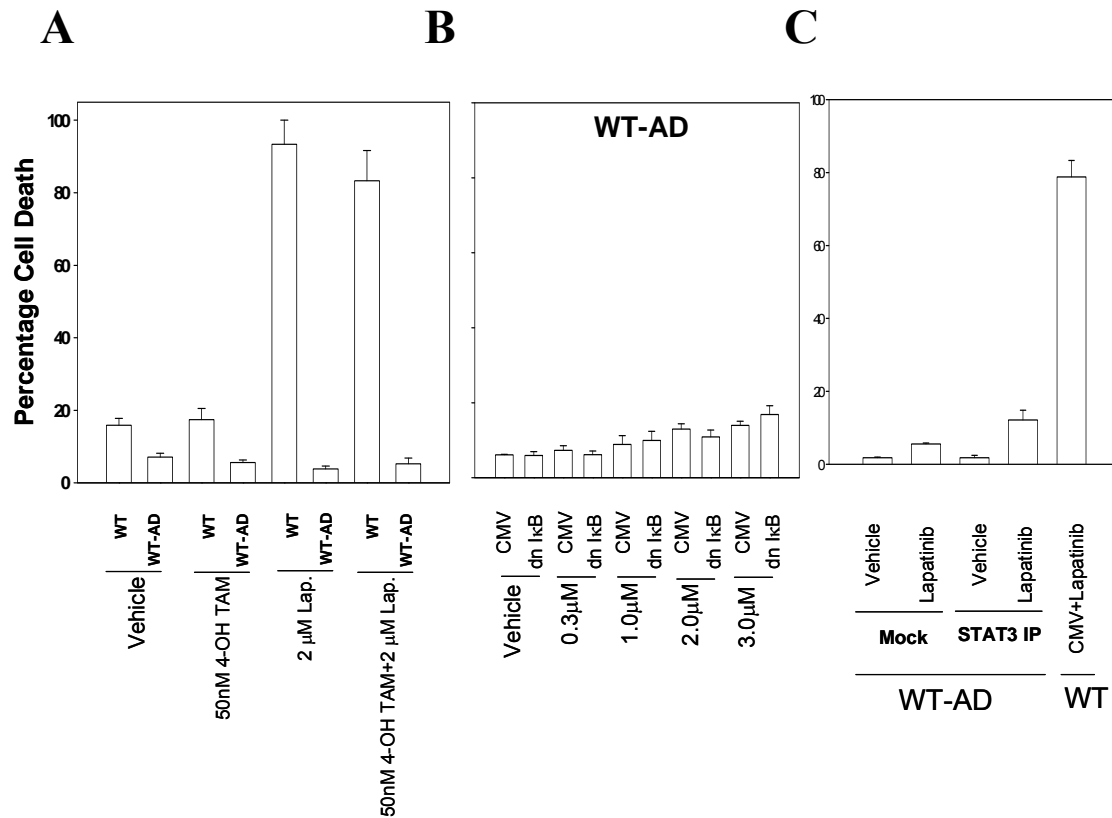 A
B
C
Percentage Cell Death
100
80
60
40
20
0
WT
WT-AD
WT
WT-AD
WT
WT-AD
WT
WT-AD
Vehicle
50nM 4-OH TAM
2 μM Lap.
50nM 4-OH TAM+2 μM Lap.
WT-AD
CMV
dn IκB
CMV
dn IκB
CMV
dn IκB
CMV
dn IκB
CMV
dn IκB
Vehicle
0.3μM
1.0μM
2.0μM
3.0μM
100
80
60
40
20
0
Vehicle
Lapatinib
Vehicle
Lapatinib
CMV+Lapatinib
Mock
STAT3 IP
WT-AD
WT